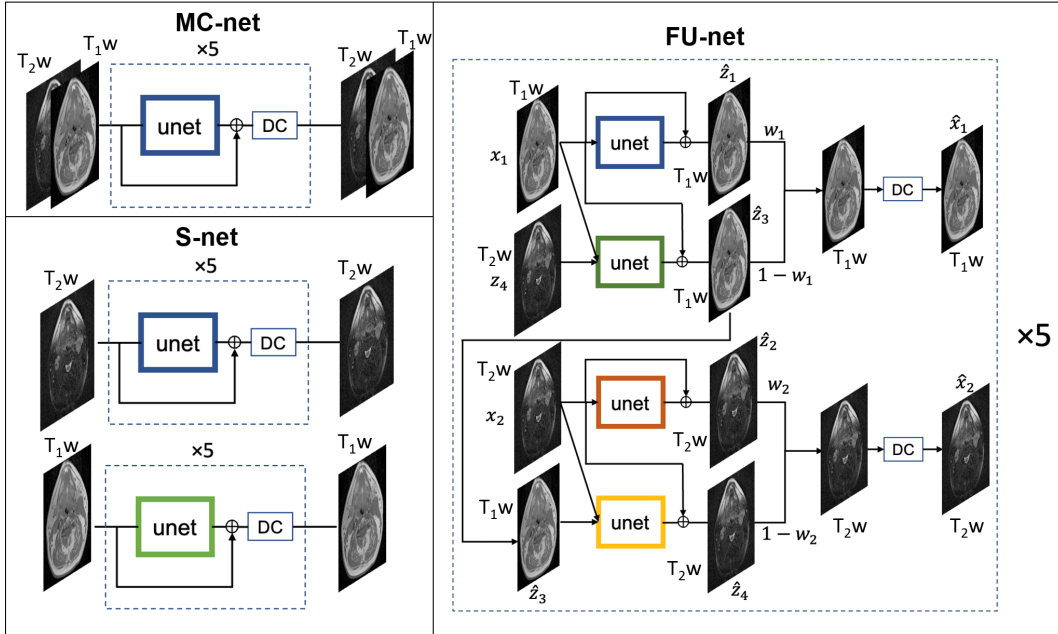 MC-net
T₂w
T₁w
×5
T₂w
T₁w
unet
DC
S-net
×5
T₂w
T₂w
unet
DC
×5
T₁w
T₁w
unet
DC
FU-net
T₁w
x₁
unet
ẑ₁
T₁w
w₁
T₂w
z₄
unet
ẑ₃
T₁w
1 − w₁
T₁w
DC
x̂₁
T₁w
T₂w
x₂
unet
ẑ₂
T₂w
w₂
T₁w
ẑ₃
unet
T₂w
ẑ₄
1 − w₂
T₂w
DC
x̂₂
T₂w
×5